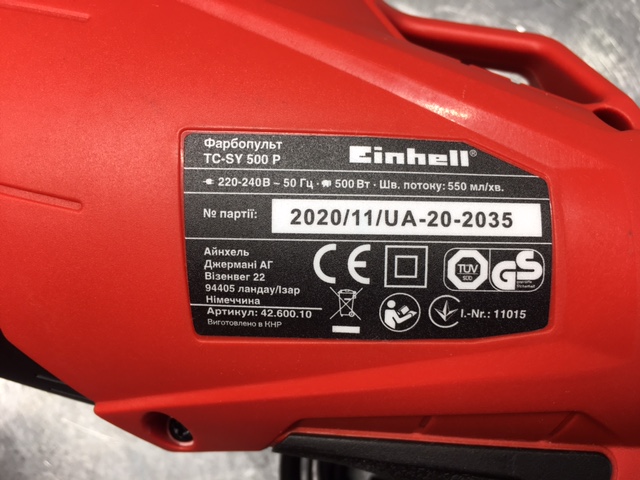 Фарбопульт
TC-SY 500 P
Einhell®
220-240В ~ 50 Гц · 500 Вт · Шв. потоку: 550 мл/хв.
№ партії: 2020/11/UA-20-2035
Айнхель
Джермані АГ
Візенвег 22
94405 ландау/Ізар
Німеччина
Артикул: 42.600.10
Виготовлено в КНР
CE
TÜV
SÜD
GS
I.-Nr.: 11015